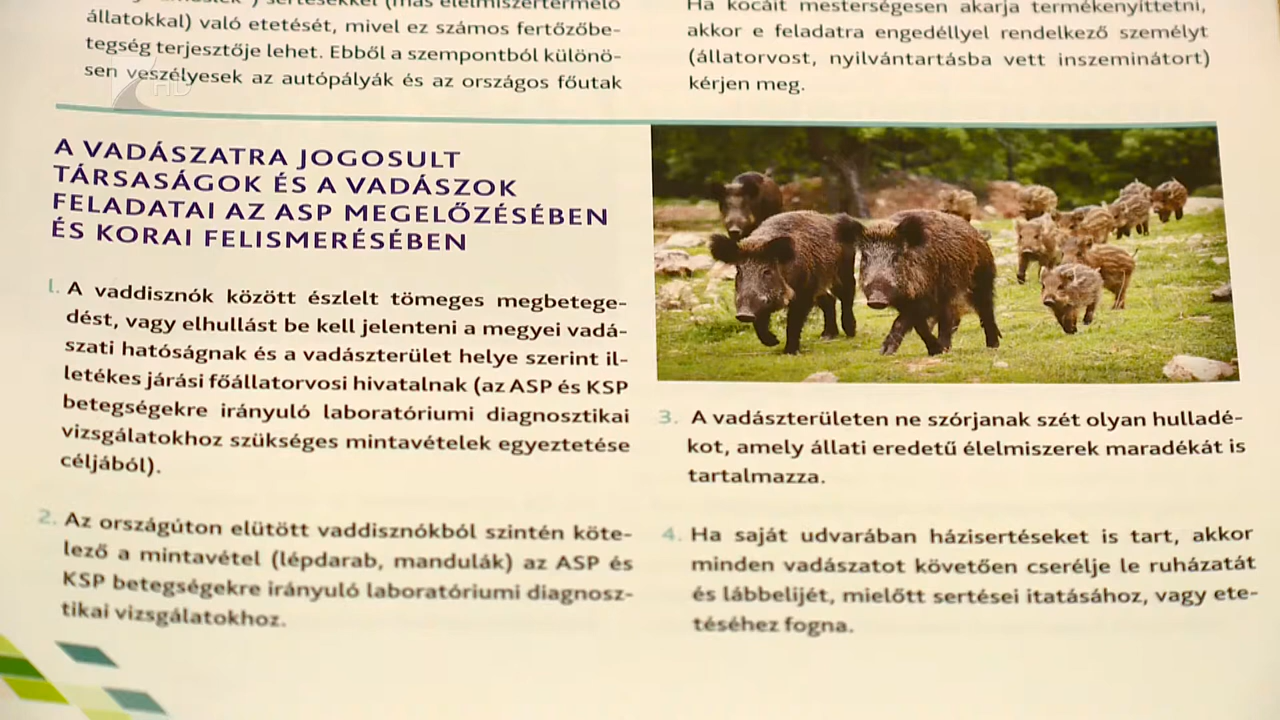 sertésekkel (más élelmiszertermelő
állatokkal) való etetését, mivel ez számos fertőzőbe-
tegség terjesztője lehet. Ebből a szempontból különö-
sen veszélyesek az autópályák és az országos főutak
Ha kocáit mesterségesen akarja termékenyíttetni,
akkor e feladatra engedéllyel rendelkező személyt
(állatorvost, nyilvántartásba vett inszeminátort)
kérjen meg.
7 HD
A VADÁSZATRA JOGOSULT
TÁRSASÁGOK ÉS A VADÁSZOK
FELADATAI AZ ASP MEGELŐZÉSÉBEN
ÉS KORAI FELISMERÉSÉBEN
1. A vaddisznók között észlelt tömeges megbetege-
dést, vagy elhullást be kell jelenteni a megyei vadá-
szati hatóságnak és a vadászterület helye szerint il-
letékes járási főállatorvosi hivatalnak (az ASP és KSP
betegségekre irányuló laboratóriumi diagnosztikai
vizsgálatokhoz szükséges mintavételek egyeztetése
céljából).
2. Az országúton elütött vaddisznókból szintén köte-
lező a mintavétel (lépdarab, mandulák) az ASP és
KSP betegségekre irányuló laboratóriumi diagnosz-
tikai vizsgálatokhoz.
3. A vadászterületen ne szórjanak szét olyan hulladé-
kot, amely állati eredetű élelmiszerek maradékát is
tartalmazza.
4. Ha saját udvarában házisertéseket is tart, akkor
minden vadászatot követően cserélje le ruházatát
és lábbelijét, mielőtt sertései itatásához, vagy ete-
téséhez fogna.